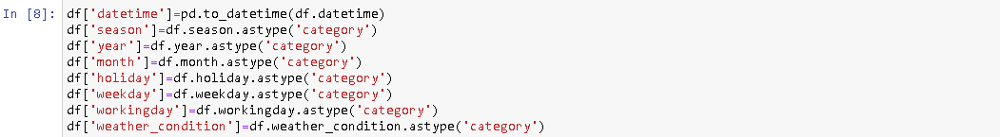 In [8]: df['datetime']=pd.to_datetime(df.datetime)
df['season']=df.season.astype('category')
df['year']=df.year.astype('category')
df['month']=df.month.astype('category')
df['holiday']=df.holiday.astype('category')
df['weekday']=df.weekday.astype('category')
df['workingday']=df.workingday.astype('category')
df['weather_condition']=df.weather_condition.astype('category')